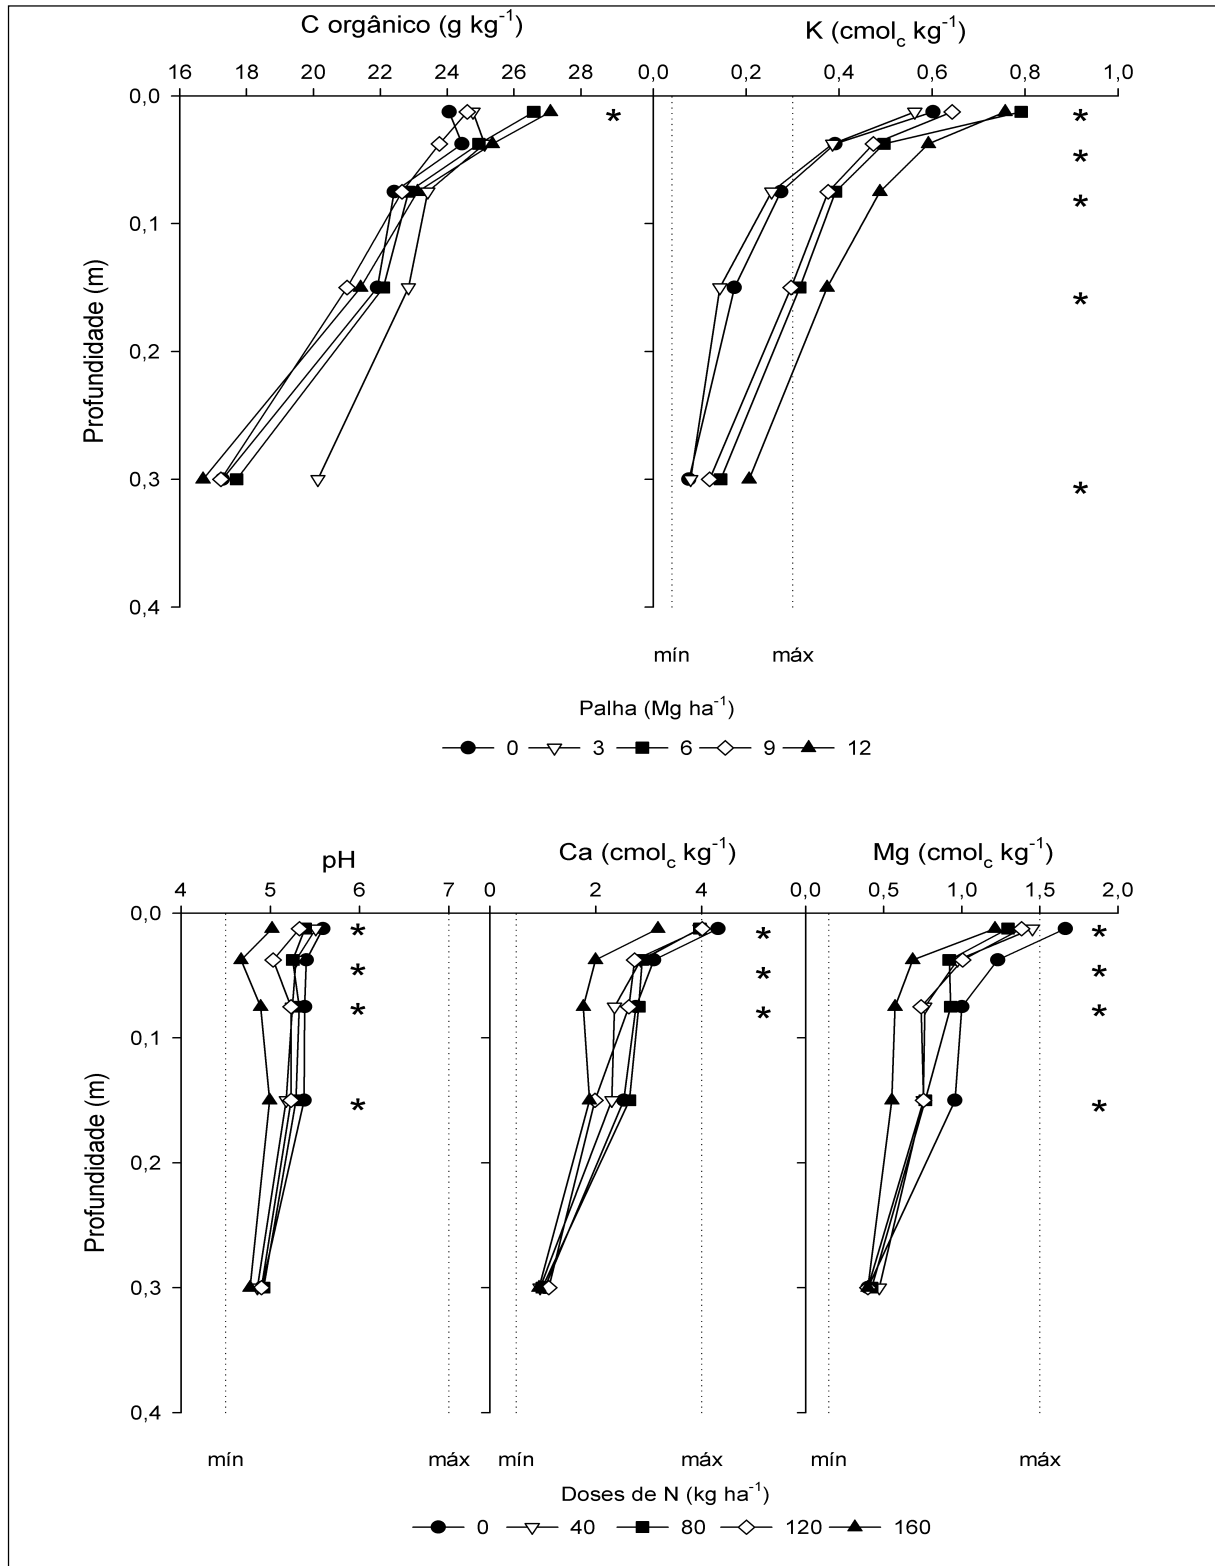 C orgânico (g kg⁻¹) K (cmol_c kg⁻¹)
16 18 20 22 24 26 28 0,0 0,2 0,4 0,6 0,8 1,0
0,0
*
*
*
0,1
*
0,2
*
0,3
*
0,4
Profundidade (m)
mín máx
Palha (Mg ha⁻¹)
0 3 6 9 12
pH Ca (cmol_c kg⁻¹) Mg (cmol_c kg⁻¹)
4 5 6 7 0 2 4 0,0 0,5 1,0 1,5 2,0
0,0
* * *
* * *
* * *
0,1
* *
0,2
0,3
0,4
Profundidade (m)
mín máx mín máx mín máx
Doses de N (kg ha⁻¹)
0 40 80 120 160